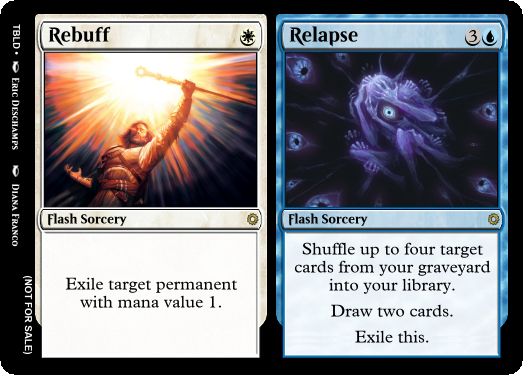 TBLD • Eric Deschamps Diana Franco
(NOT FOR SALE)
Rebuff
Flash Sorcery
Exile target permanent
with mana value 1.
Relapse 3
Flash Sorcery
Shuffle up to four target
cards from your graveyard
into your library.
Draw two cards.
Exile this.